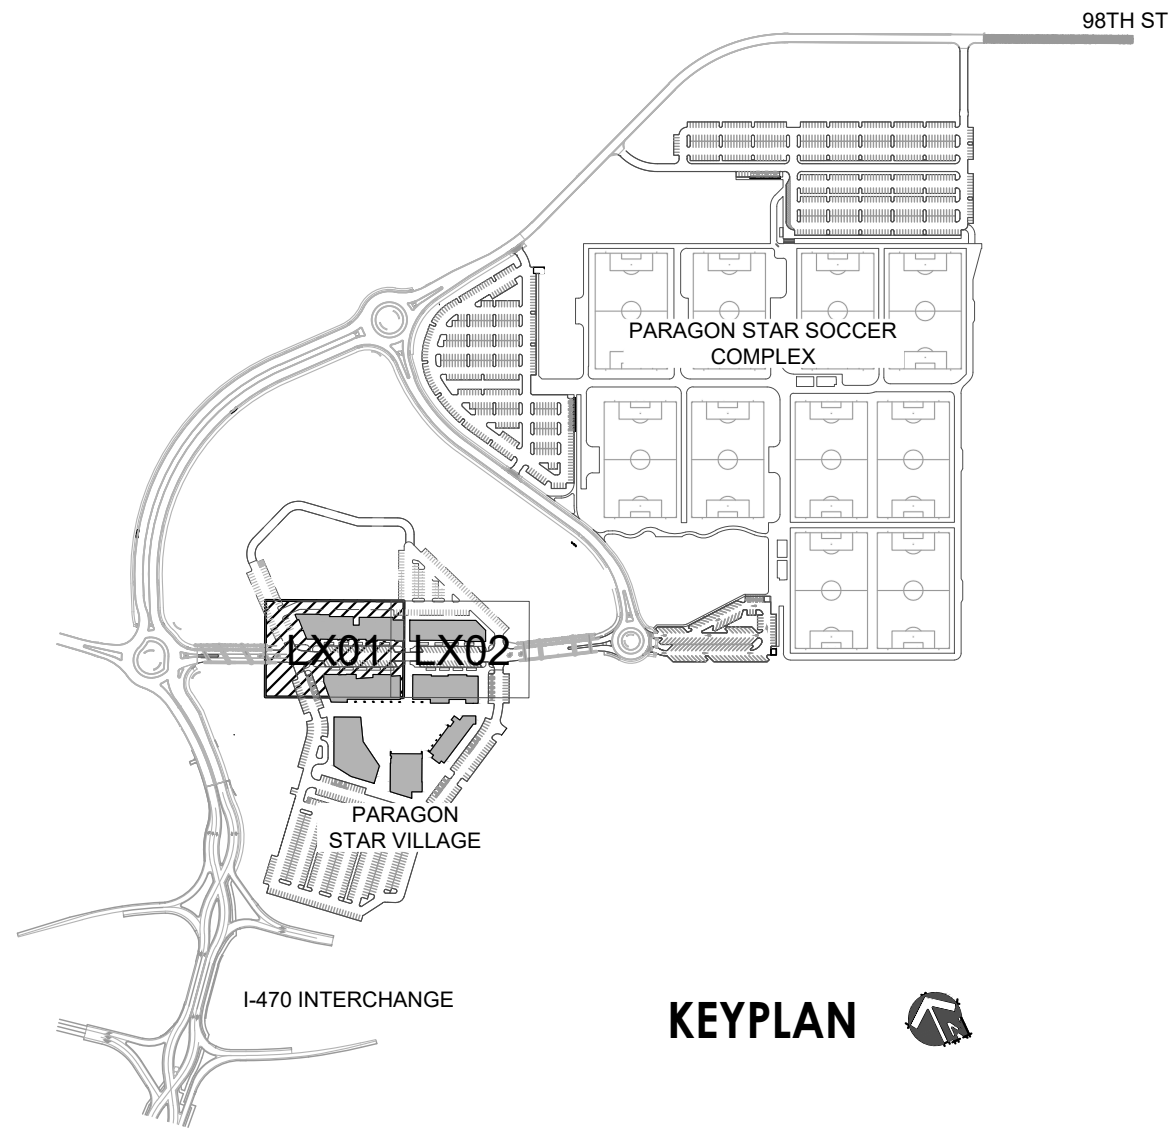 98TH ST
PARAGON STAR SOCCER
COMPLEX
LX01
LX02
PARAGON
STAR VILLAGE
I-470 INTERCHANGE
KEYPLAN